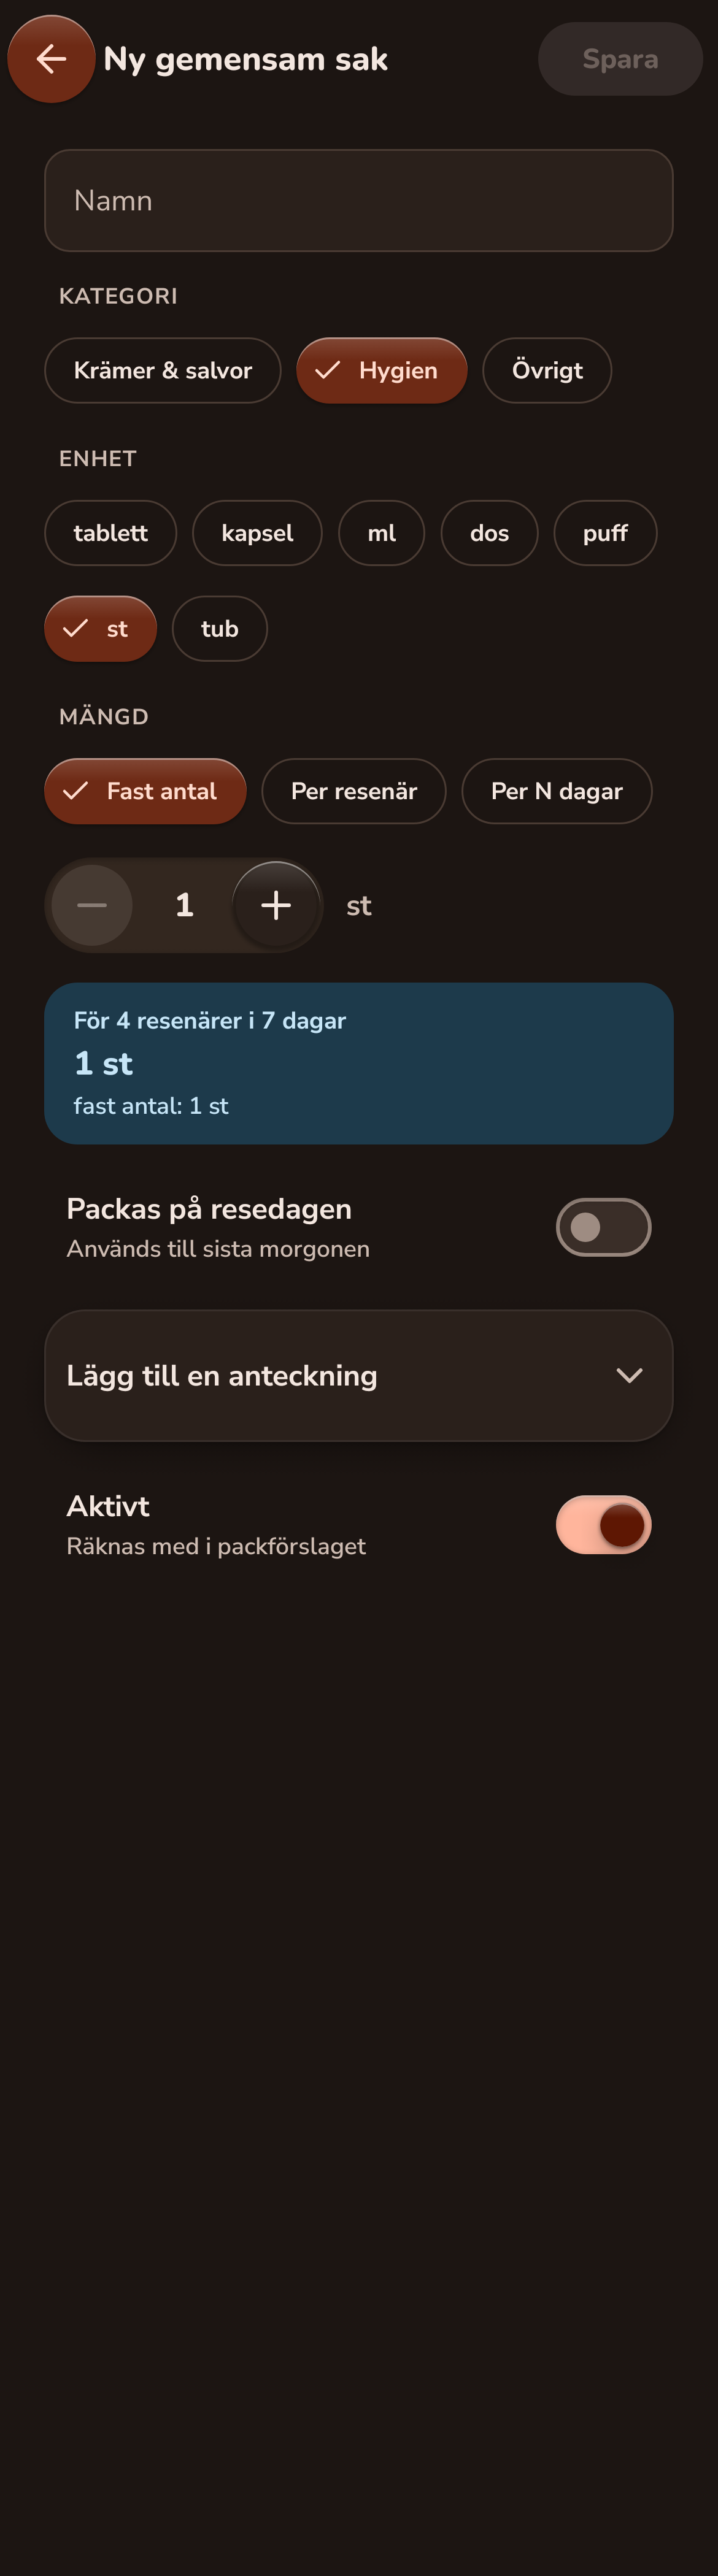 Ny gemensam sak
Spara
Namn
KATEGORI
Krämer & salvor
Hygien
Övrigt
ENHET
tablett
kapsel
ml
dos
puff
st
tub
MÄNGD
Fast antal
Per resenär
Per N dagar
1
st
För 4 resenärer i 7 dagar
1 st
fast antal: 1 st
Packas på resedagen
Används till sista morgonen
Lägg till en anteckning
Aktivt
Räknas med i packförslaget